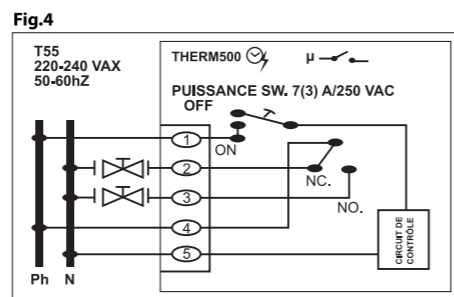 Fig.4
T55
220-240 VAX
50-60hZ
THERM500
µ
PUISSANCE SW. 7(3) A/250 VAC
OFF
ON
1
2
3
4
5
NC.
NO.
CIRCUIT DE
CONTRÔLE
Ph
N